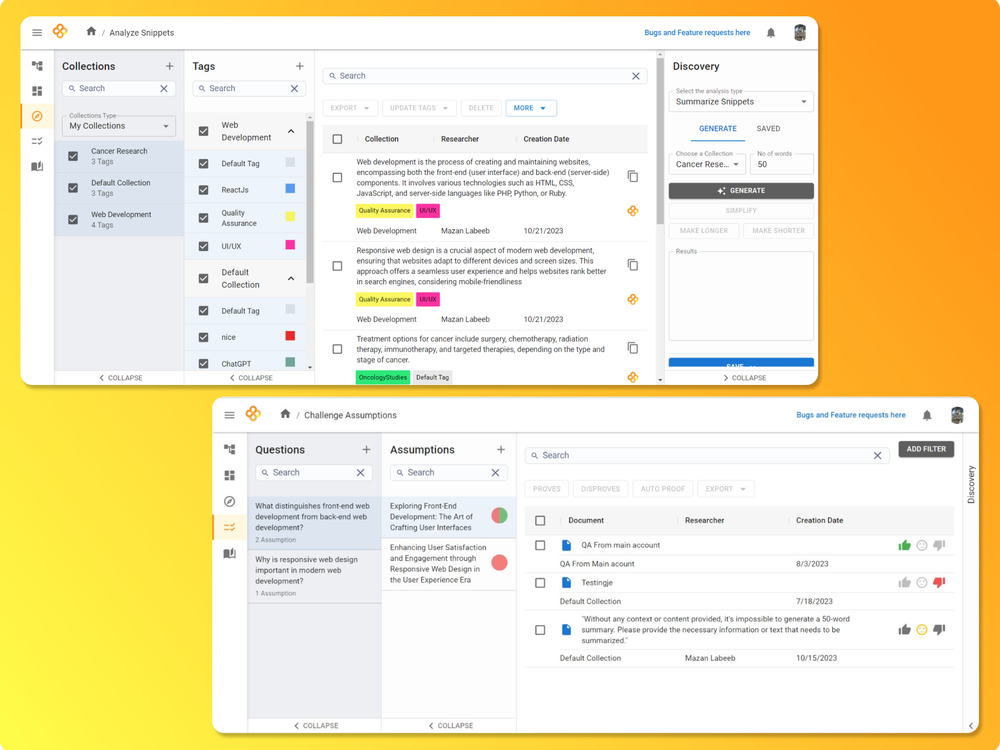 / Analyze Snippets
Bugs and Feature requests here
Collections
Search
Collections Type
My Collections
Cancer Research
3 Tags
Default Collection
3 Tags
Web Development
4 Tags
COLLAPSE
Tags
Search
Web
Development
Default Tag
ReactJs
Quality
Assurance
UI/UX
Default
Collection
Default Tag
nice
ChatGPT
COLLAPSE
Search
EXPORT
UPDATE TAGS
DELETE
MORE
Collection Researcher Creation Date
Web development is the process of creating and maintaining websites,
encompassing both the front-end (user interface) and back-end (server-side)
components. It involves various technologies such as HTML, CSS,
JavaScript, and server-side languages like PHP, Python, or Ruby.
Quality Assurance UI/UX
Web Development Mazan Labeeb 10/21/2023
Responsive web design is a crucial aspect of modern web development,
ensuring that websites adapt to different devices and screen sizes. This
approach offers a seamless user experience and helps websites rank better
in search engines, considering mobile-friendliness
Quality Assurance UI/UX
Web Development Mazan Labeeb 10/21/2023
Treatment options for cancer include surgery, chemotherapy, radiation
therapy, immunotherapy, and targeted therapies, depending on the type and
stage of cancer.
OncologyStudies Default Tag
Discovery
Select the analysis type
Summarize Snippets
GENERATE SAVED
Choose a Collection
Cancer Rese...
No of words
50
GENERATE
SIMPLIFY
MAKE LONGER MAKE SHORTER
Results
SAVE
COLLAPSE
/ Challenge Assumptions
Bugs and Feature requests here
Questions
Search
What distinguishes front-end web
development from back-end web
development?
2 Assumption
Why is responsive web design
important in modern web
development?
1 Assumption
COLLAPSE
Assumptions
Search
Exploring Front-End
Development: The Art of
Crafting User Interfaces
Enhancing User Satisfaction
and Engagement through
Responsive Web Design in
the User Experience Era
COLLAPSE
Search
ADD FILTER
PROVES
DISPROVES
AUTO PROOF
EXPORT
Document Researcher Creation Date
QA From main account
QA From Main acount 8/3/2023
Testingje
Default Collection 7/18/2023
"Without any context or content provided, it's impossible to generate a 50-word
summary. Please provide the necessary information or text that needs to be
summarized."
Default Collection Mazan Labeeb 10/15/2023
Discovery